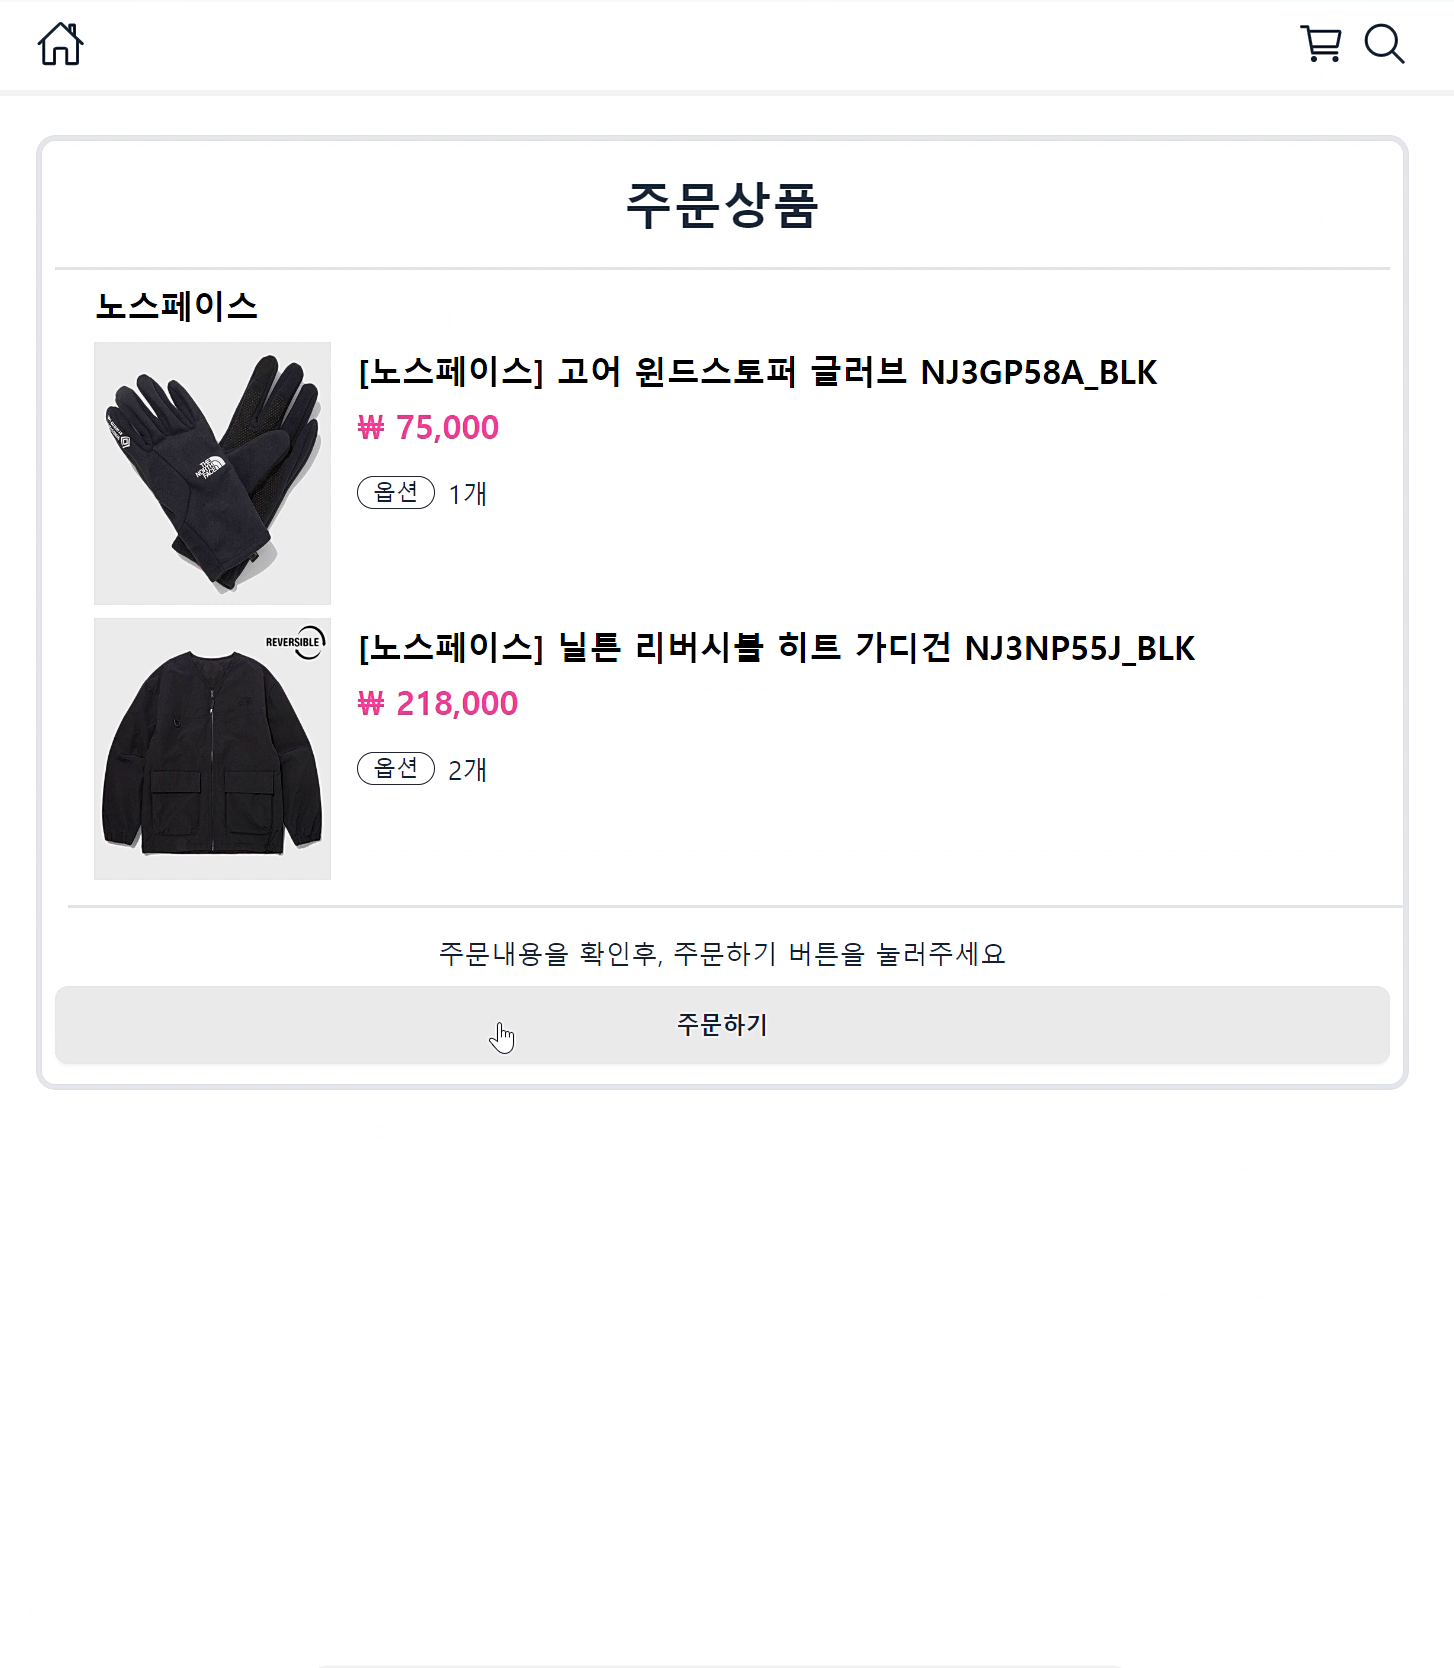 주문상품
노스페이스
[노스페이스] 고어 윈드스토퍼 글러브 NJ3GP58A_BLK
₩ 75,000
옵션 1개
THE
NORTH
FACE
REVERSIBLE
[노스페이스] 닐튼 리버시블 히트 가디건 NJ3NP55J_BLK
₩ 218,000
옵션 2개
주문내용을 확인후, 주문하기 버튼을 눌러주세요
주문하기